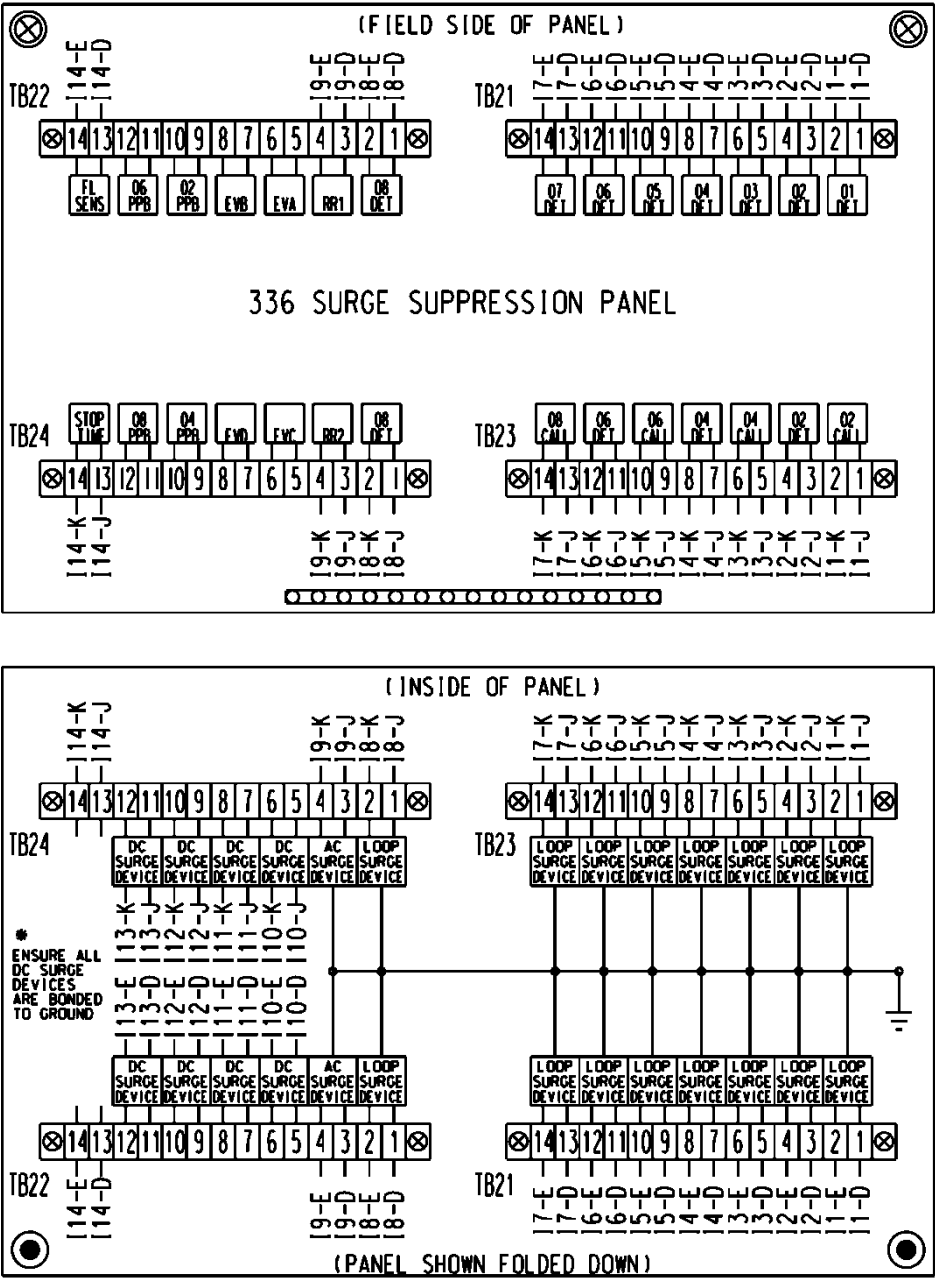 (FIELD SIDE OF PANEL)
I14-E I14-D I9-E I9-D I8-E I8-D I7-E I7-D I6-E I6-D I5-E I5-D I4-E I4-D I3-E I3-D I2-E I2-D I1-E I1-D
TB22 TB21
14 13 12 11 10 9 8 7 6 5 4 3 2 1 14 13 12 11 10 9 8 7 6 5 4 3 2 1
FL 06 02 EVB EVA RR1 08 07 06 05 04 03 02 01
SENS PPB PPB DET DET DET DET DET DET DET DET
336 SURGE SUPPRESSION PANEL
STOP 08 04 EVD EVC RR2 08 08 06 06 04 04 02 02
TIME PPB PPB DET CALL DET CALL DET CALL DET CALL
TB24 TB23
14 13 12 11 10 9 8 7 6 5 4 3 2 1 14 13 12 11 10 9 8 7 6 5 4 3 2 1
I14-K I14-J I9-K I9-J I8-K I8-J I7-K I7-J I6-K I6-J I5-K I5-J I4-K I4-J I3-K I3-J I2-K I2-J I1-K I1-J
(INSIDE OF PANEL)
I14-K I14-J I9-K I9-J I8-K I8-J I7-K I7-J I6-K I6-J I5-K I5-J I4-K I4-J I3-K I3-J I2-K I2-J I1-K I1-J
14 13 12 11 10 9 8 7 6 5 4 3 2 1 14 13 12 11 10 9 8 7 6 5 4 3 2 1
TB24 TB23
DC DC DC DC AC LOOP LOOP LOOP LOOP LOOP LOOP LOOP LOOP
SURGE SURGE SURGE SURGE SURGE SURGE SURGE SURGE SURGE SURGE SURGE SURGE SURGE
DEVICE DEVICE DEVICE DEVICE DEVICE DEVICE DEVICE DEVICE DEVICE DEVICE DEVICE DEVICE DEVICE
I13-K I13-J I12-K I12-J I11-K I11-J I10-K I10-J
*
ENSURE ALL
DC SURGE
DEVICES
ARE BONDED
TO GROUND
I13-E I13-D I12-E I12-D I11-E I11-D I10-E I10-D
DC DC DC DC AC LOOP LOOP LOOP LOOP LOOP LOOP LOOP LOOP
SURGE SURGE SURGE SURGE SURGE SURGE SURGE SURGE SURGE SURGE SURGE SURGE SURGE
DEVICE DEVICE DEVICE DEVICE DEVICE DEVICE DEVICE DEVICE DEVICE DEVICE DEVICE DEVICE DEVICE
14 13 12 11 10 9 8 7 6 5 4 3 2 1 14 13 12 11 10 9 8 7 6 5 4 3 2 1
TB22 TB21
I14-E I14-D I9-E I9-D I8-E I8-D I7-E I7-D I6-E I6-D I5-E I5-D I4-E I4-D I3-E I3-D I2-E I2-D I1-E I1-D
(PANEL SHOWN FOLDED DOWN)